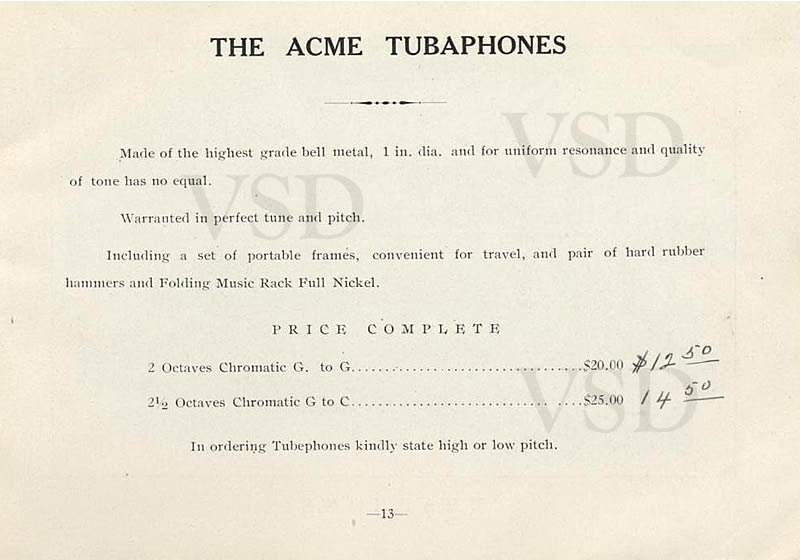 THE ACME TUBAPHONES
Made of the highest grade bell metal, 1 in. dia. and for uniform resonance and quality
of tone has no equal.
Warranted in perfect tune and pitch.
Including a set of portable frames, convenient for travel, and pair of hard rubber
hammers and Folding Music Rack Full Nickel.
PRICE COMPLETE
2 Octaves Chromatic G. to G..............................$20.00 $12 50
2½ Octaves Chromatic G to C..............................$25.00 14 50
In ordering Tubephones kindly state high or low pitch.
—13—
VSD
VSD
VSD